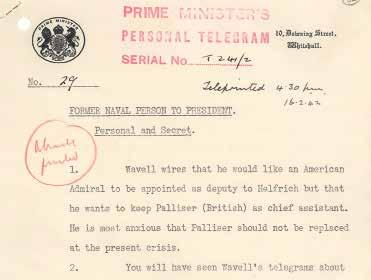 PRIME MINISTER
PRIME MINISTER'S
PERSONAL TELEGRAM
SERIAL No. T 241/2
10, Downing Street,
Whitehall.
No. 29
Teleprinted 4 30 pm
16.2.42
FORMER NAVAL PERSON TO PRESIDENT.
Personal and Secret.
1. Wavell wires that he would like an American
Admiral to be appointed as deputy to Helfrich but that
he wants to keep Palliser (British) as chief assistant.
He is most anxious that Palliser should not be replaced
at the present crisis.
2. You will have seen Wavell's telegrams about